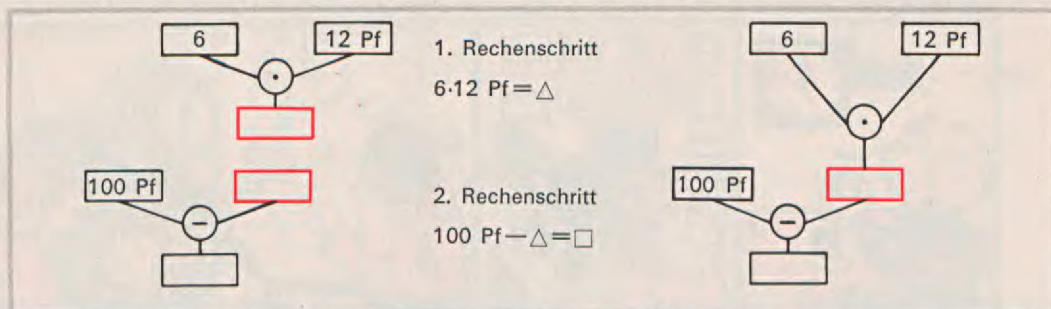 6
12 Pf
·
100 Pf
−
1. Rechenschritt
6·12 Pf=△
2. Rechenschritt
100 Pf−△=□
6
12 Pf
·
100 Pf
−